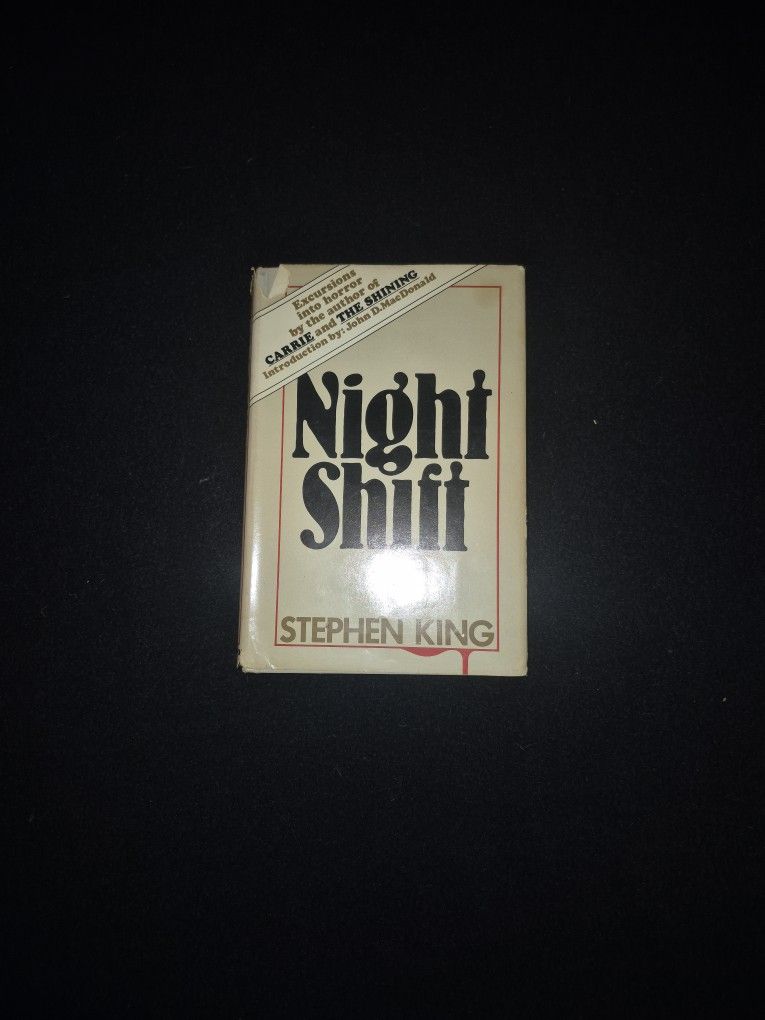 Excursions
into horror
by the author of
CARRIE and THE SHINING
Introduction by: John D. MacDonald
Night
Shift
STEPHEN KING